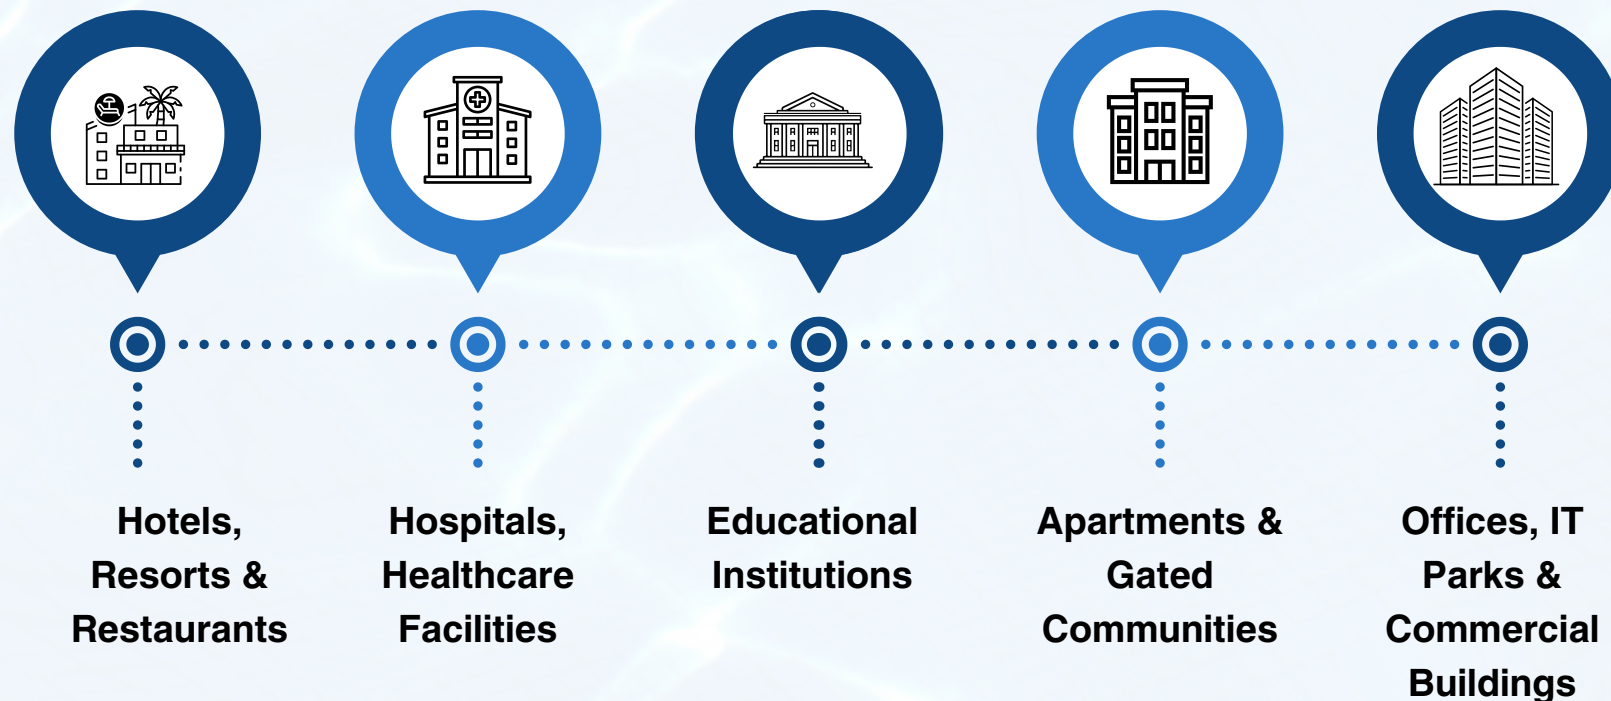 Hotels,
Resorts &
Restaurants
Hospitals,
Healthcare
Facilities
Educational
Institutions
Apartments &
Gated
Communities
Offices, IT
Parks &
Commercial
Buildings